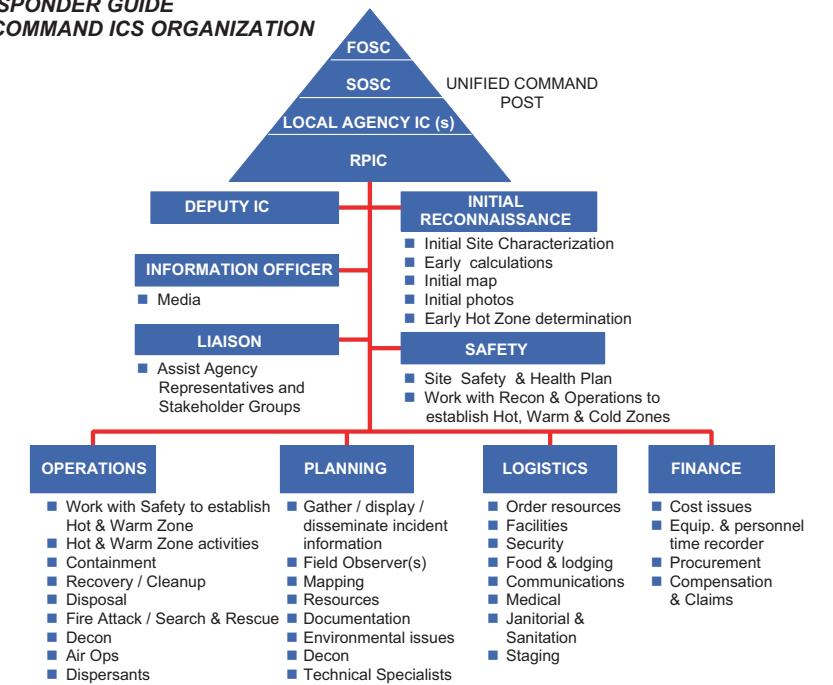 SPONDER GUIDE
COMMAND ICS ORGANIZATION
FOSC
SOSC
LOCAL AGENCY IC (s)
RPIC
UNIFIED COMMAND
POST
DEPUTY IC
INITIAL
RECONNAISSANCE
Initial Site Characterization
Early calculations
Initial map
Initial photos
Early Hot Zone determination
INFORMATION OFFICER
Media
LIAISON
Assist Agency
Representatives and
Stakeholder Groups
SAFETY
Site Safety & Health Plan
Work with Recon & Operations to
establish Hot, Warm & Cold Zones
OPERATIONS
Work with Safety to establish
Hot & Warm Zone
Hot & Warm Zone activities
Containment
Recovery / Cleanup
Disposal
Fire Attack / Search & Rescue
Decon
Air Ops
Dispersants
PLANNING
Gather / display /
disseminate incident
information
Field Observer(s)
Mapping
Resources
Documentation
Environmental issues
Decon
Technical Specialists
LOGISTICS
Order resources
Facilities
Security
Food & lodging
Communications
Medical
Janitorial &
Sanitation
Staging
FINANCE
Cost issues
Equip. & personnel
time recorder
Procurement
Compensation
& Claims